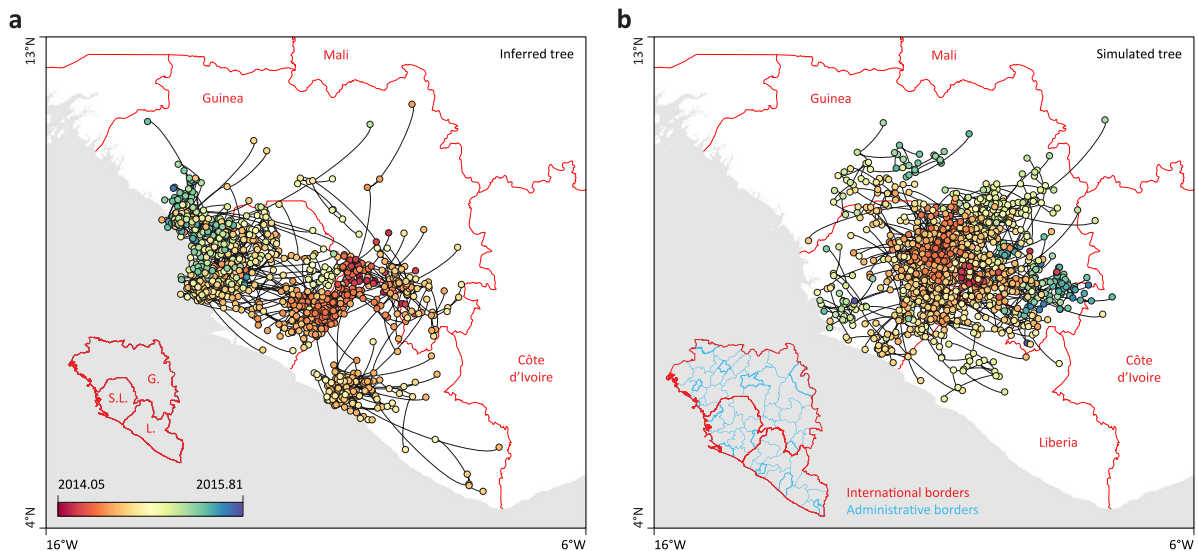 a
13°N
Mali
Inferred tree
Guinea
Côte
d'Ivoire
G.
S.L.
L.
2014.05
2015.81
4°N
16°W
6°W
b
13°N
Mali
Simulated tree
Guinea
Côte
d'Ivoire
Liberia
International borders
Administrative borders
4°N
16°W
6°W